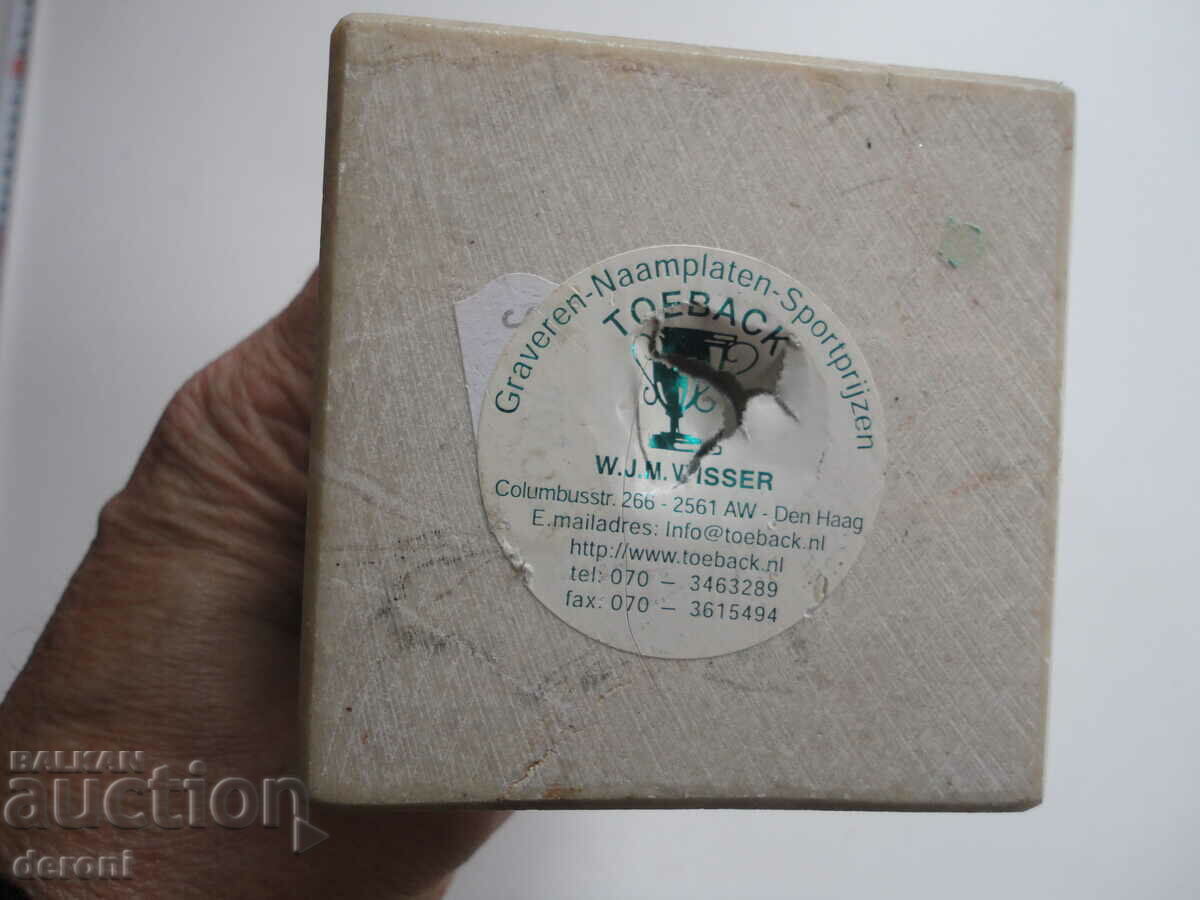 Graveren-Naamplaten-Sportprijzen
TOEBACK
W.J.M. VISSER
Columbusstr. 266 - 2561 AW - Den Haag
E.mailadres: Info@toeback.nl
http://www.toeback.nl
tel: 070 - 3463289
fax: 070 - 3615494
BALKAN
auction
deroni